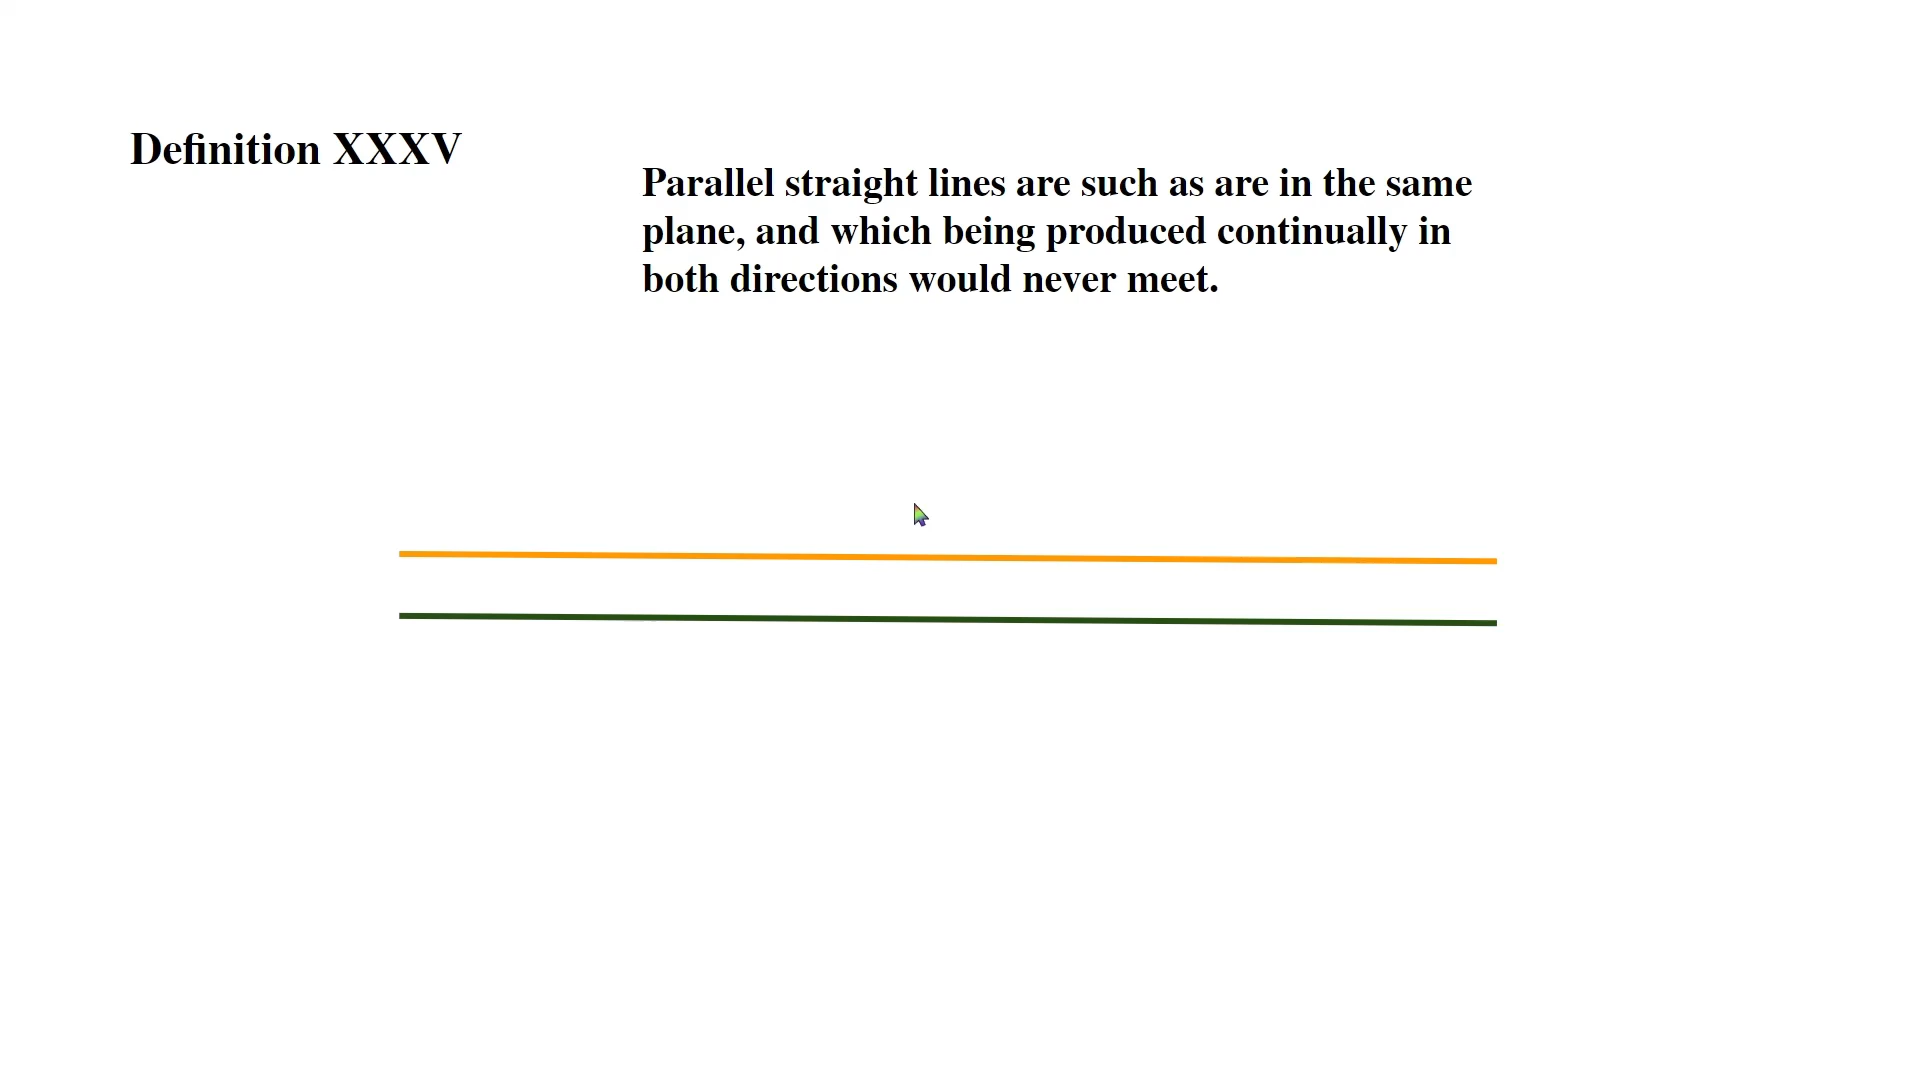 Definition XXXV
Parallel straight lines are such as are in the same
plane, and which being produced continually in
both directions would never meet.